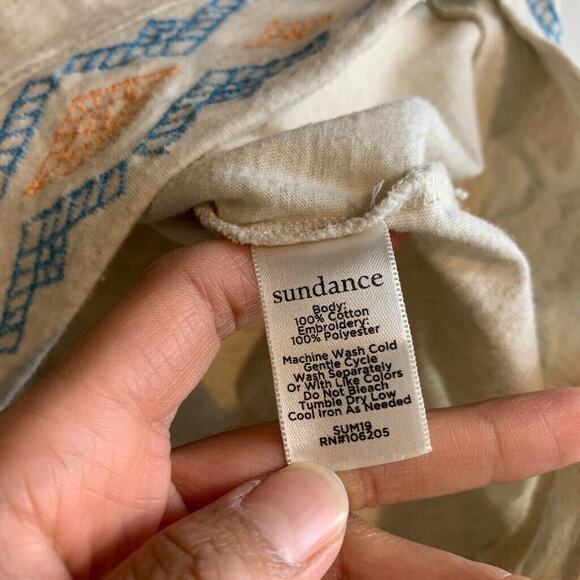 sundance
Body:
100% Cotton
Embroidery:
100% Polyester
Machine Wash Cold
Gentle Cycle
Wash Separately
Or With Like Colors
Do Not Bleach
Tumble Dry Low
Cool Iron As Needed
SUM19
RN#106205